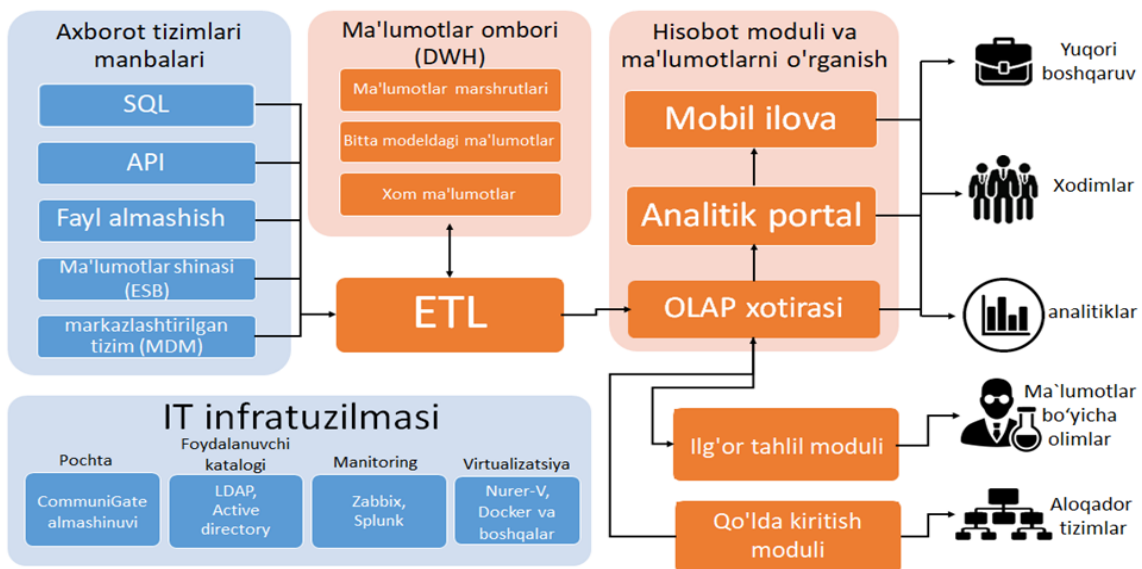 Axborot tizimlari
manbalari
SQL
API
Fayl almashish
Ma'lumotlar shinasi
(ESB)
markazlashtirilgan
tizim (MDM)
Ma'lumotlar ombori
(DWH)
Ma'lumotlar marshrutlari
Bitta modeldagi ma'lumotlar
Xom ma'lumotlar
ETL
Hisobot moduli va
ma'lumotlarni o'rganish
Mobil ilova
Analitik portal
OLAP xotirasi
Yuqori
boshqaruv
Xodimlar
analitiklar
Ma`lumotlar
bo‘yicha
olimlar
Aloqador
tizimlar
Ilg'or tahlil moduli
Qo'lda kiritish
moduli
IT infratuzilmasi
Pochta
CommuniGate
almashinuvi
Foydalanuvchi
katalogi
LDAP,
Active
directory
Manitoring
Zabbix,
Splunk
Virtualizatsiya
Nurer-V,
Docker va
boshqalar